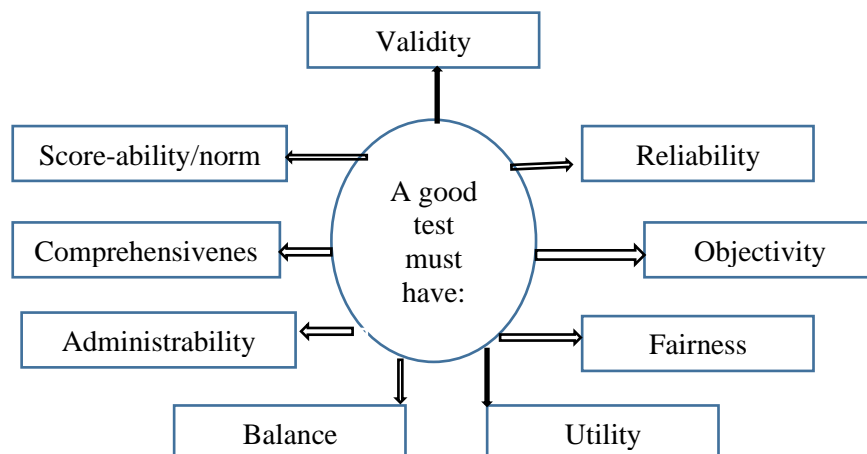 Validity
Score-ability/norm
Reliability
A good
test
must
have:
Comprehensivenes
Objectivity
Administrability
Fairness
Balance
Utility